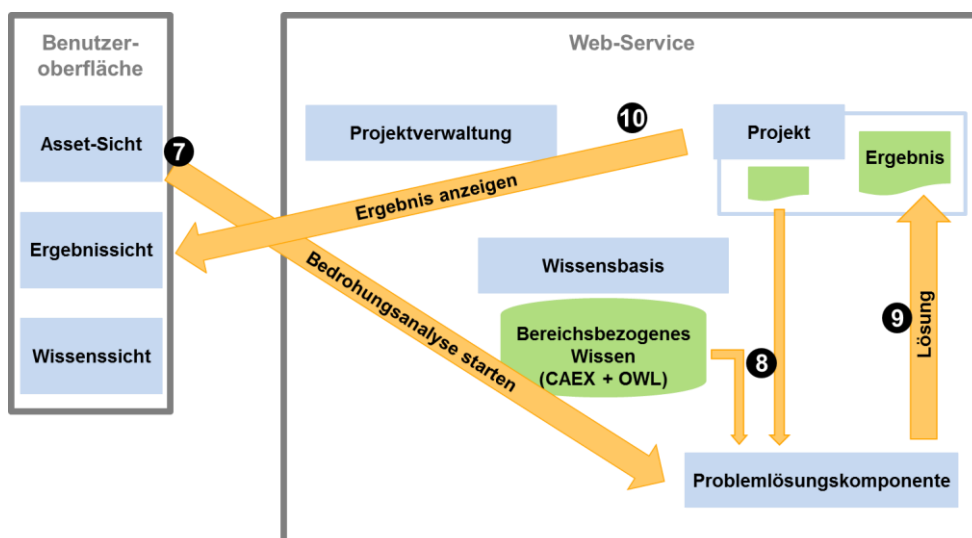 Benutzer-
oberfläche
Asset-Sicht
Ergebnissicht
Wissenssicht
Web-Service
7
10
Projektverwaltung
Projekt
Ergebnis
Ergebnis anzeigen
Bedrohungsanalyse starten
Wissensbasis
Bereichsbezogenes
Wissen
(CAEX + OWL)
8
9
Lösung
Problemlösungskomponente